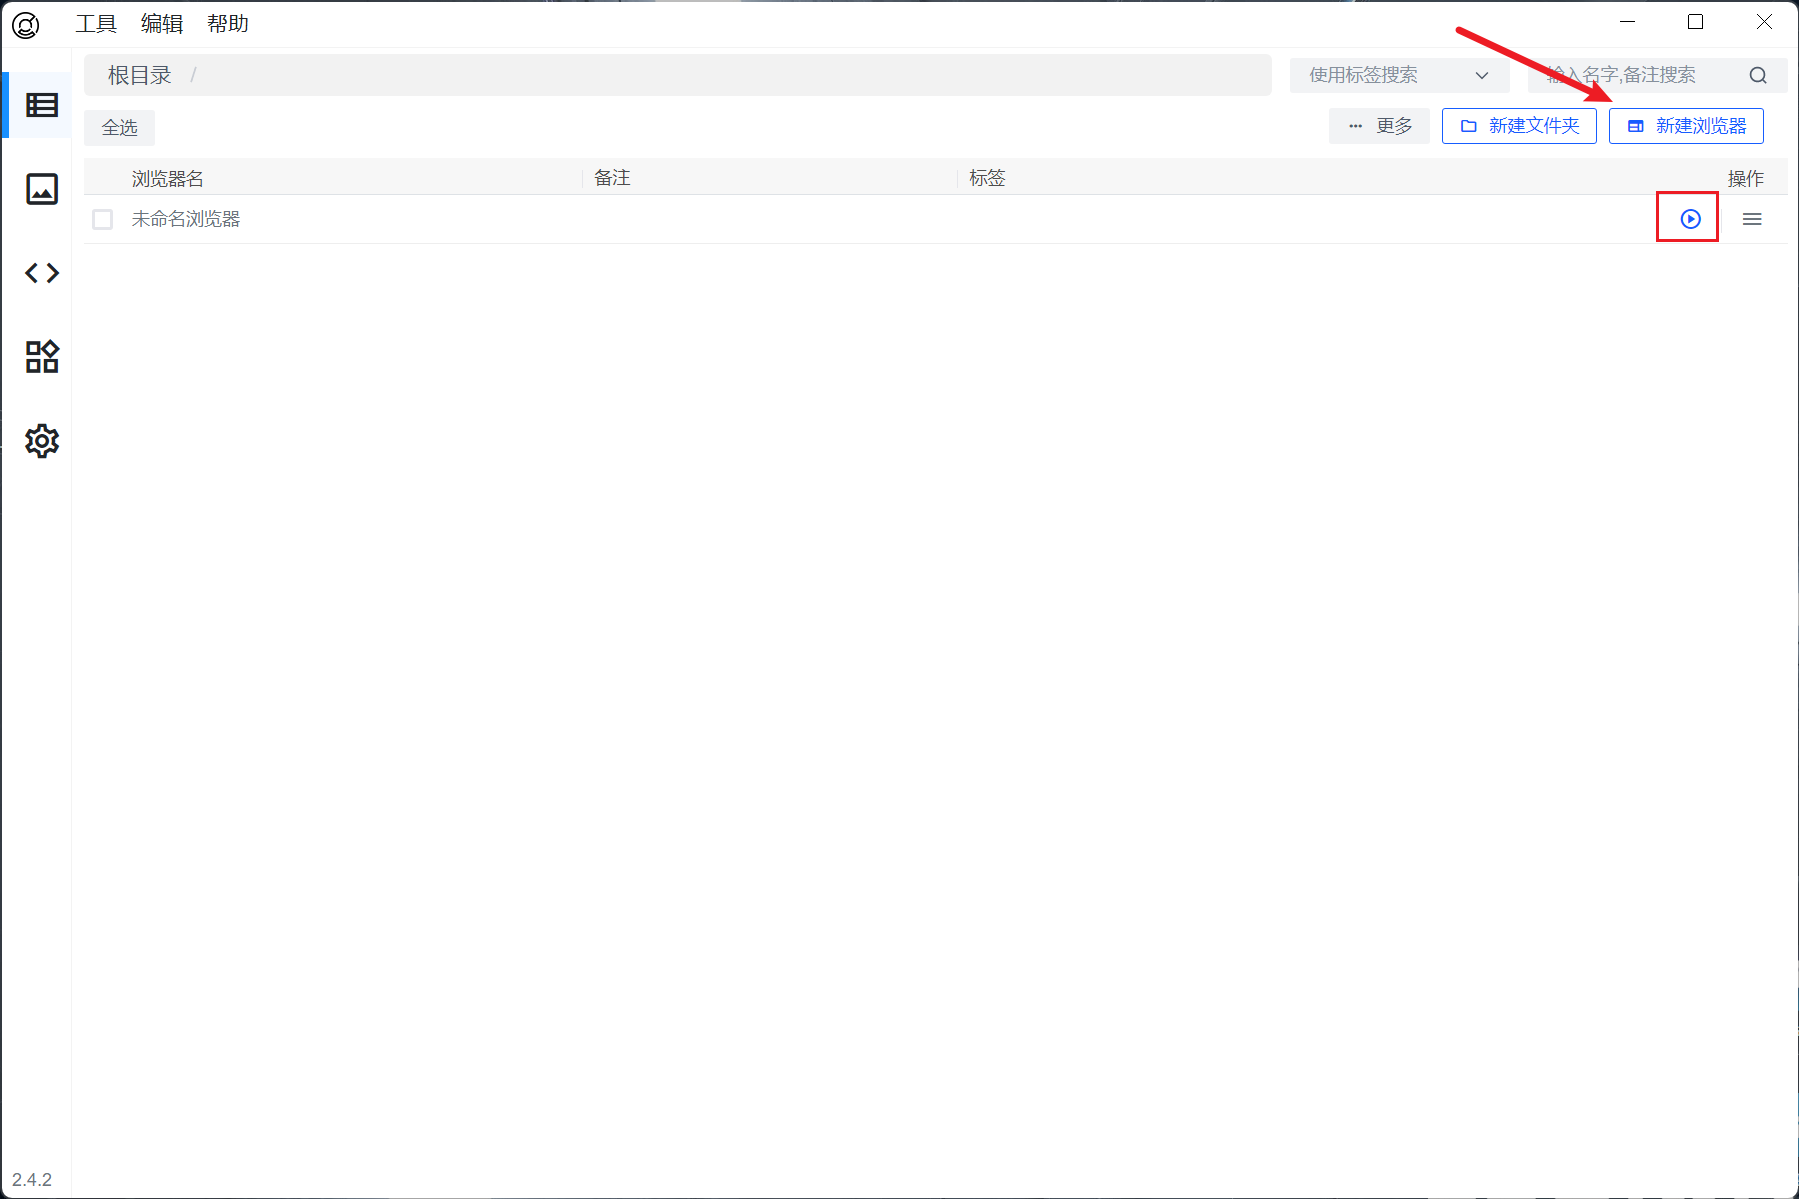 工具 编辑 帮助
根目录 / 使用标签搜索 输入名字,备注搜索
全选 ··· 更多 新建文件夹 新建浏览器
浏览器名 备注 标签 操作
未命名浏览器
2.4.2